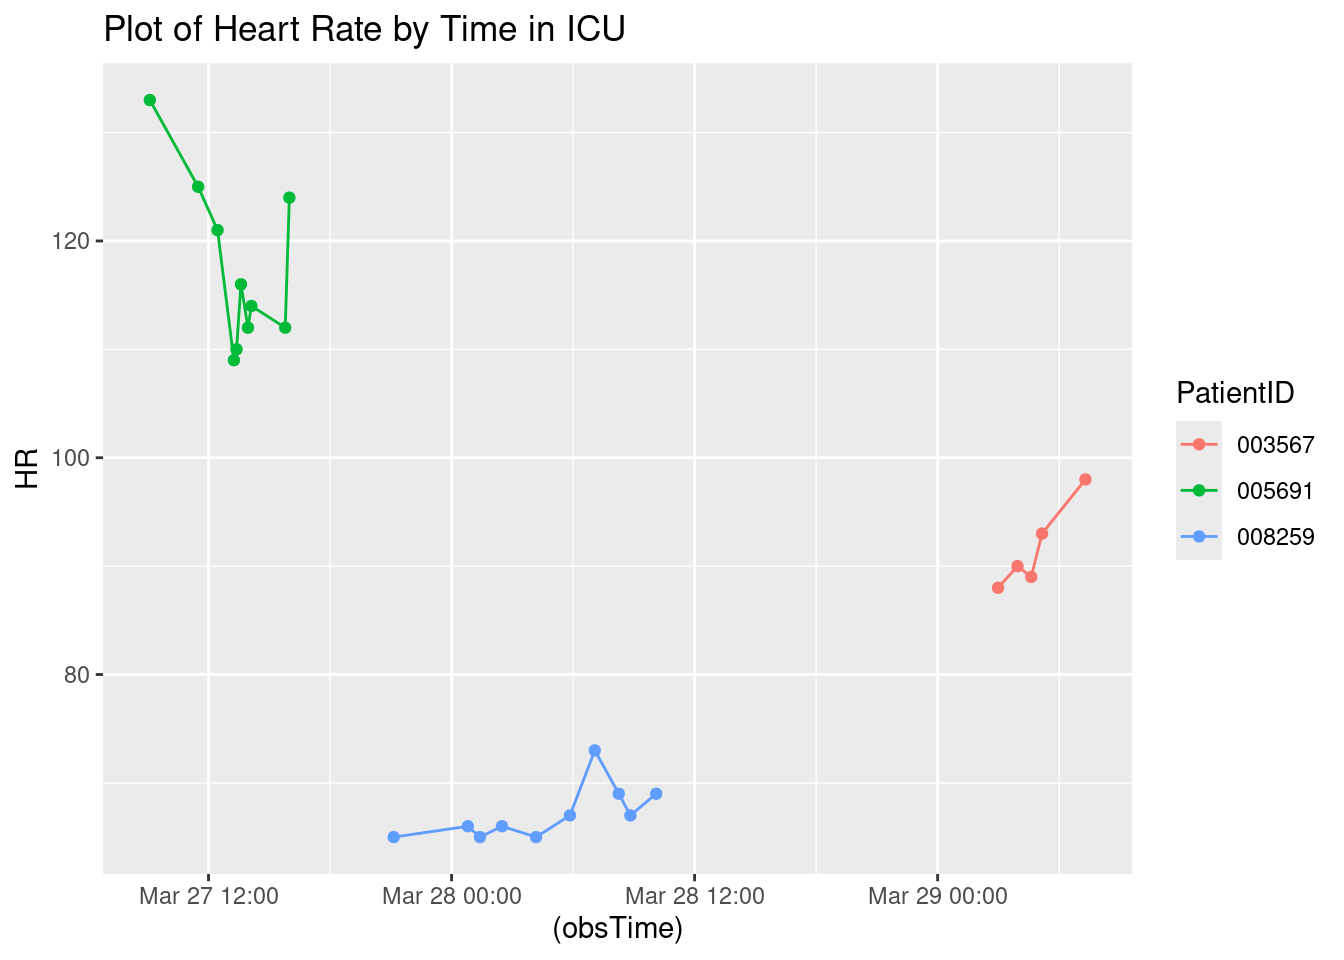 Plot of Heart Rate by Time in ICU
HR
120
100
80
Mar 27 12:00
Mar 28 00:00
Mar 28 12:00
Mar 29 00:00
(obsTime)
PatientID
003567
005691
008259